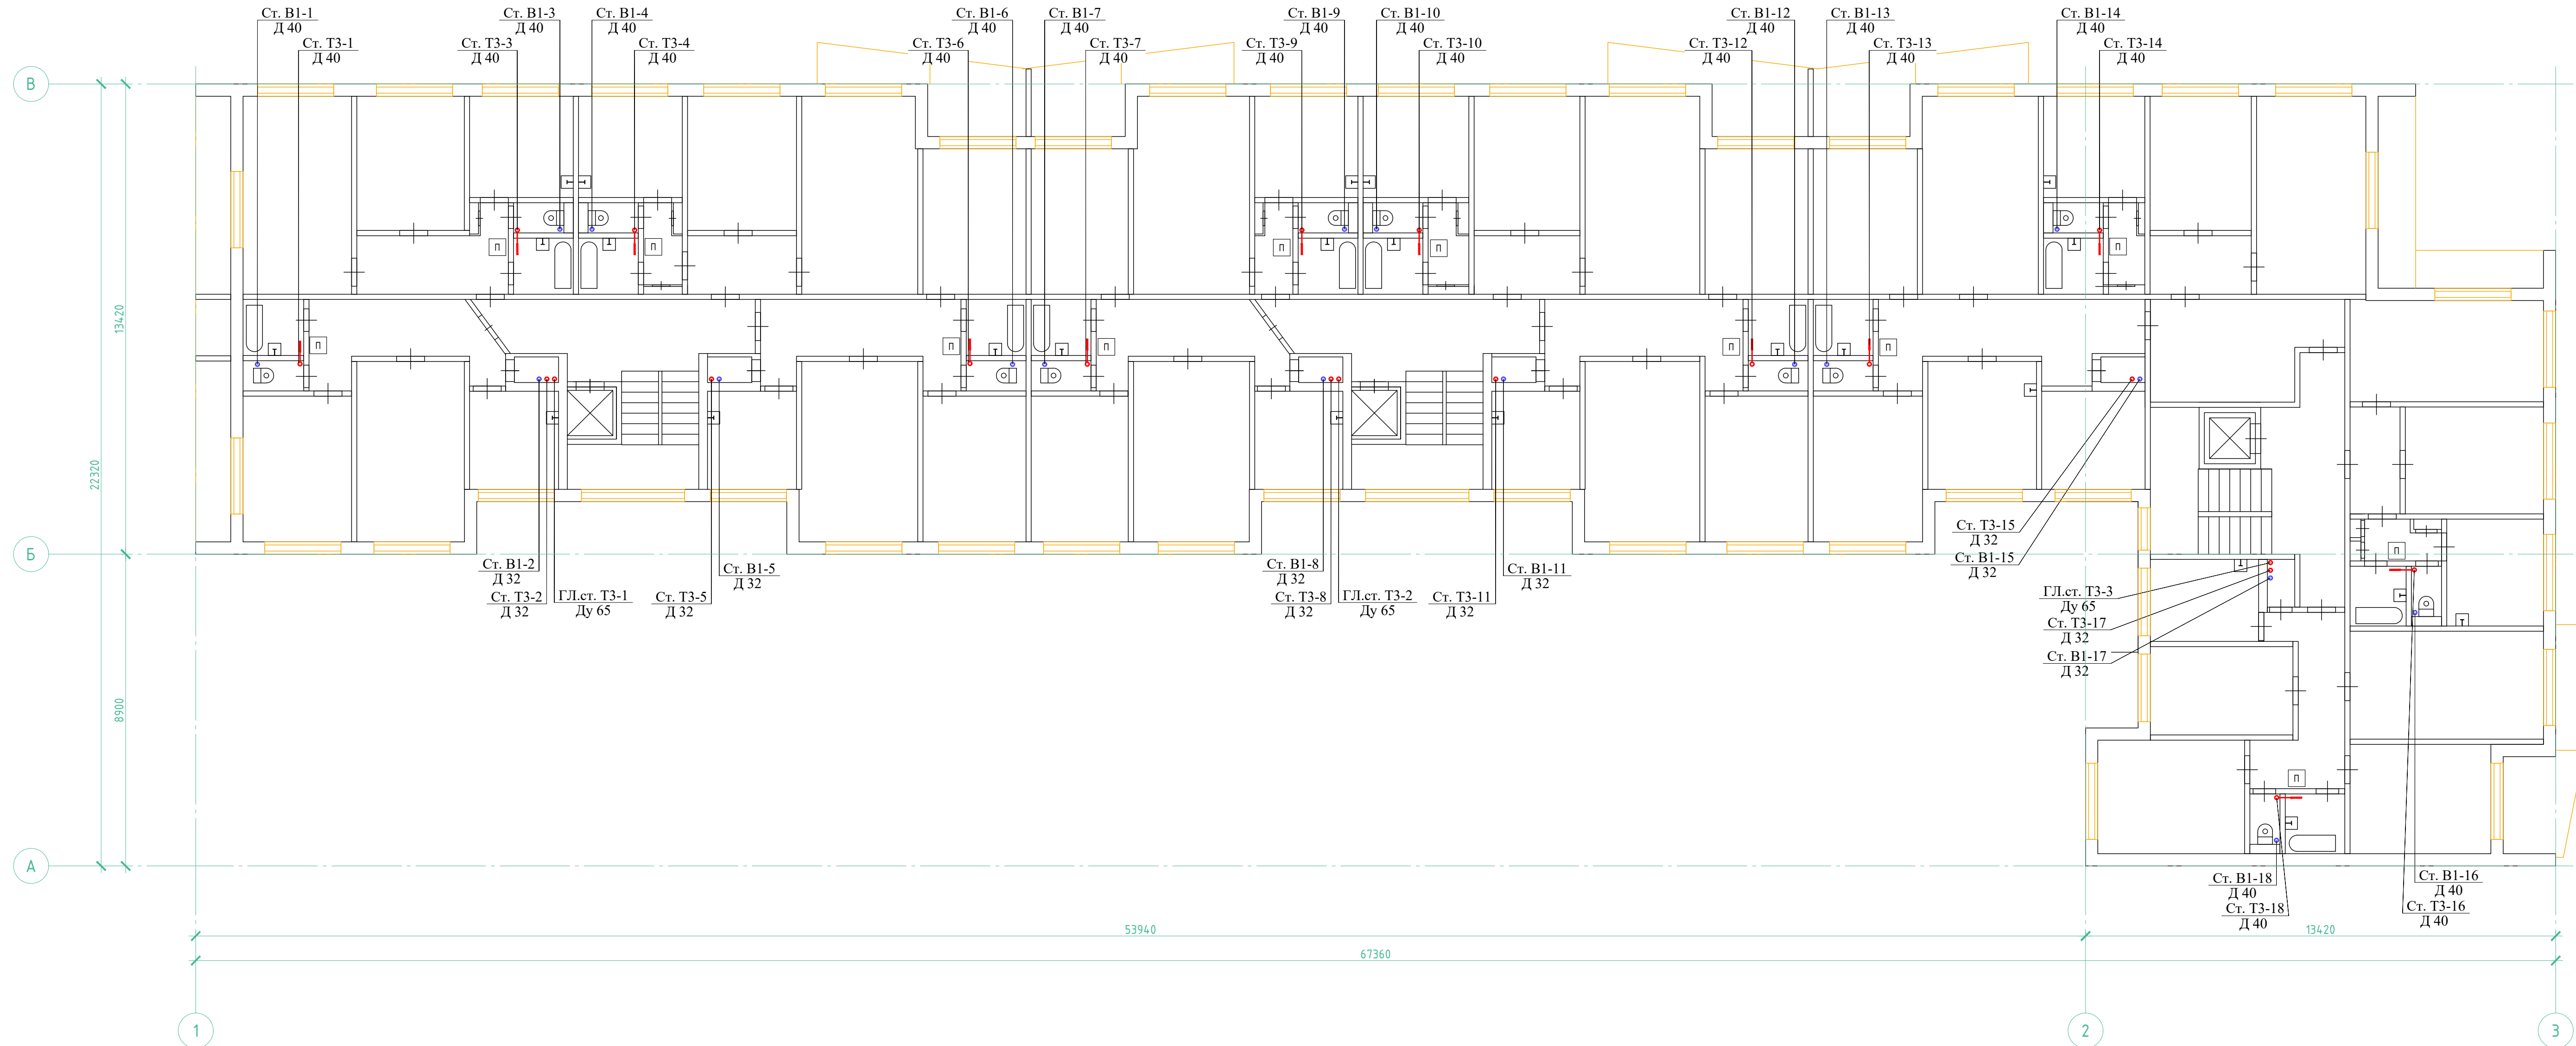 Ст. В1-1
Д 40
Ст. Т3-1
Д 40
Ст. В1-3
Д 40
Ст. Т3-3
Д 40
Ст. В1-4
Д 40
Ст. Т3-4
Д 40
Ст. В1-6
Д 40
Ст. Т3-6
Д 40
Ст. В1-7
Д 40
Ст. Т3-7
Д 40
Ст. В1-9
Д 40
Ст. Т3-9
Д 40
Ст. В1-10
Д 40
Ст. Т3-10
Д 40
Ст. В1-12
Д 40
Ст. Т3-12
Д 40
Ст. В1-13
Д 40
Ст. Т3-13
Д 40
Ст. В1-14
Д 40
Ст. Т3-14
Д 40
В
П
П
П
П
П
13420
П
П
П
П
22320
Ст. Т3-15
Д 32
Ст. В1-15
Д 32
П
Б
Ст. В1-2
Д 32
Ст. Т3-2
Д 32
ГЛ.ст. Т3-1
Ду 65
Ст. Т3-5
Д 32
Ст. В1-5
Д 32
Ст. В1-8
Д 32
Ст. Т3-8
Д 32
ГЛ.ст. Т3-2
Ду 65
Ст. Т3-11
Д 32
Ст. В1-11
Д 32
ГЛ.ст. Т3-3
Ду 65
Ст. Т3-17
Д 32
Ст. В1-17
Д 32
8900
П
А
Ст. В1-18
Д 40
Ст. Т3-18
Д 40
Ст. В1-16
Д 40
Ст. Т3-16
Д 40
53940
13420
67360
1
2
3